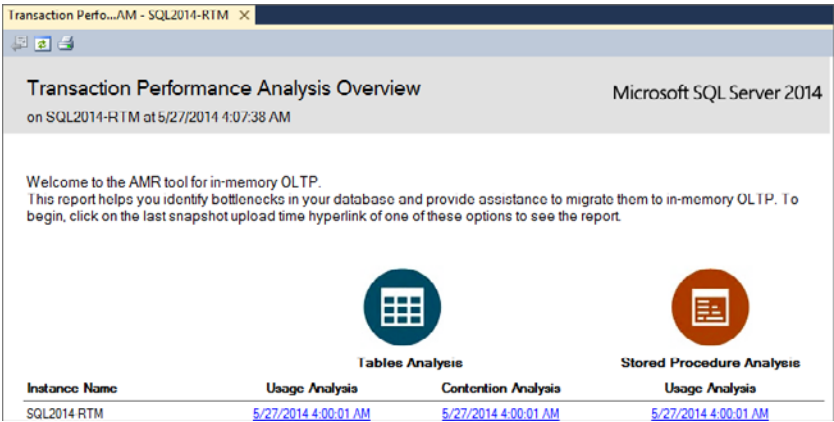 Transaction Perfo...AM - SQL2014-RTM
Transaction Performance Analysis Overview
Microsoft SQL Server 2014
on SQL2014-RTM at 5/27/2014 4:07:38 AM
Welcome to the AMR tool for in-memory OLTP.
This report helps you identify bottlenecks in your database and provide assistance to migrate them to in-memory OLTP. To
begin, click on the last snapshot upload time hyperlink of one of these options to see the report.
Tables Analysis Stored Procedure Analysis
Instance Name Usage Analysis Contention Analysis Usage Analysis
SQL2014 RTM 5/27/2014 4:00:01 AM 5/27/2014 4:00:01 AM 5/27/2014 4:00:01 AM